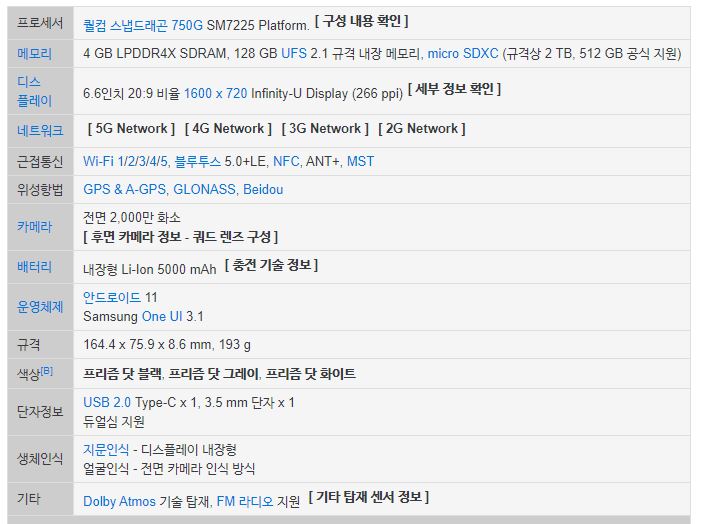 프로세서 퀄컴 스냅드래곤 750G SM7225 Platform. [ 구성 내용 확인 ]
메모리 4 GB LPDDR4X SDRAM, 128 GB UFS 2.1 규격 내장 메모리, micro SDXC (규격상 2 TB, 512 GB 공식 지원)
디스
플레이 6.6인치 20:9 비율 1600 x 720 Infinity-U Display (266 ppi) [ 세부 정보 확인 ]
네트워크 [ 5G Network ] [ 4G Network ] [ 3G Network ] [ 2G Network ]
근접통신 Wi-Fi 1/2/3/4/5, 블루투스 5.0+LE, NFC, ANT+, MST
위성항법 GPS & A-GPS, GLONASS, Beidou
카메라 전면 2,000만 화소
[ 후면 카메라 정보 - 쿼드 렌즈 구성 ]
배터리 내장형 Li-Ion 5000 mAh [ 충전 기술 정보 ]
운영체제 안드로이드 11
Samsung One UI 3.1
규격 164.4 x 75.9 x 8.6 mm, 193 g
색상[B] 프리즘 닷 블랙, 프리즘 닷 그레이, 프리즘 닷 화이트
단자정보 USB 2.0 Type-C x 1, 3.5 mm 단자 x 1
듀얼심 지원
생체인식 지문인식 - 디스플레이 내장형
얼굴인식 - 전면 카메라 인식 방식
기타 Dolby Atmos 기술 탑재, FM 라디오 지원 [ 기타 탑재 센서 정보 ]